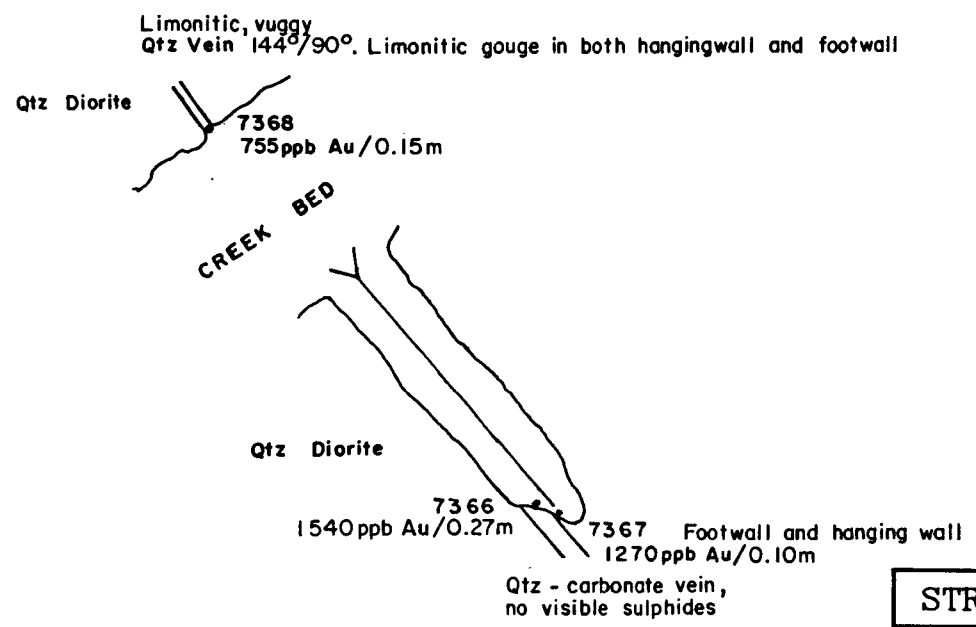 Limonitic, vuggy
Qtz Vein 144°/90°. Limonitic gouge in both hangingwall and footwall
Qtz Diorite
7368
755ppb Au/0.15m
CREEK BED
Qtz Diorite
7366
1540ppb Au/0.27m
7367 Footwall and hanging wall
1270ppb Au/0.10m
Qtz - carbonate vein,
no visible sulphides
STR